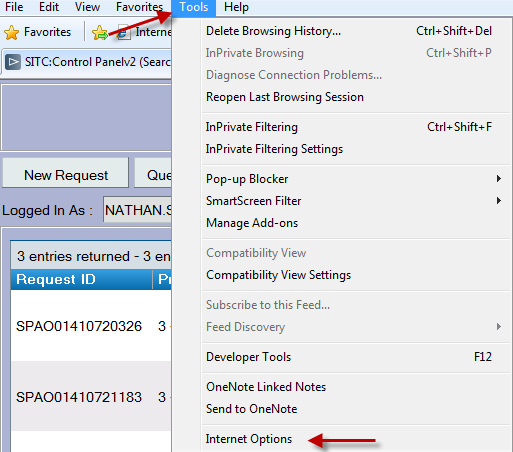 File Edit View Favorites Tools Help
Favorites
SITC:Control Panelv2 (Searc
New Request
Logged In As :
3 entries returned - 3
Request ID
SPAO01410720326 3
SPAO01410721183 3
Delete Browsing History... Ctrl+Shift+Del
InPrivate Browsing Ctrl+Shift+P
Diagnose Connection Problems...
Reopen Last Browsing Session
InPrivate Filtering Ctrl+Shift+F
InPrivate Filtering Settings
Pop-up Blocker
SmartScreen Filter
Manage Add-ons
Compatibility View
Compatibility View Settings
Subscribe to this Feed...
Feed Discovery
Developer Tools F12
OneNote Linked Notes
Send to OneNote
Internet Options